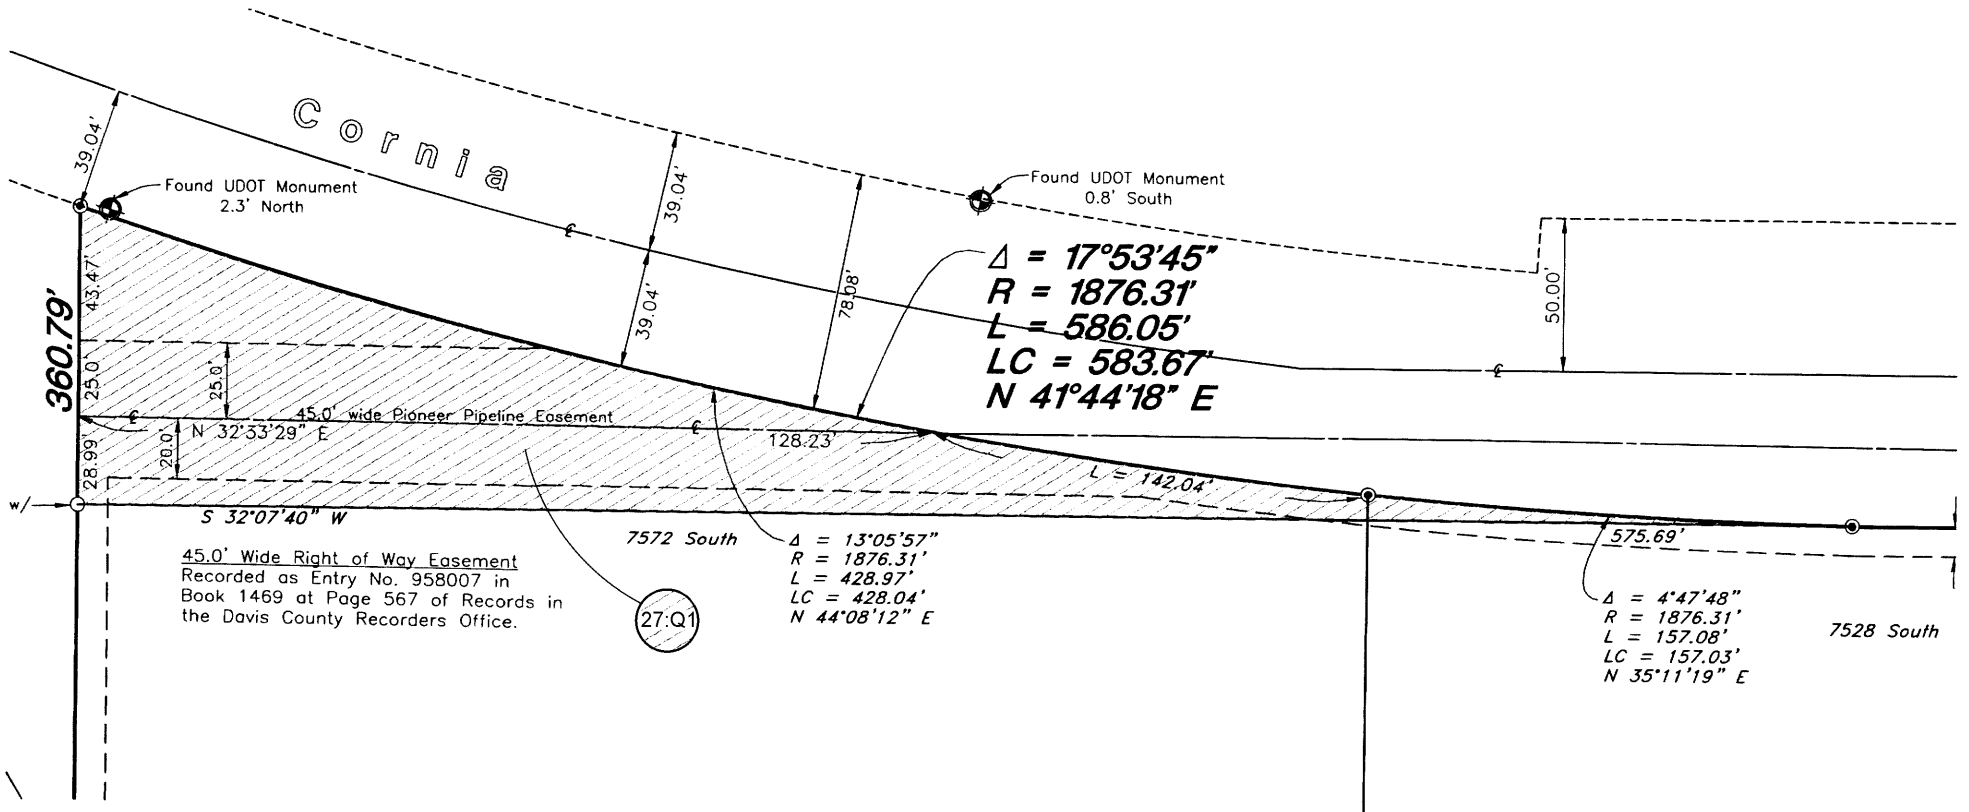 Cornia
39.04'
Found UDOT Monument
2.3' North
39.04'
39.04'
78.08'
Found UDOT Monument
0.8' South
50.00'
Δ = 17°53'45"
R = 1876.31'
L = 586.05'
LC = 583.67'
N 41°44'18" E
360.79'
43.47'
25.0'
28.99'
25.0'
20.0'
℄
45.0' wide Pioneer Pipeline Easement
N 32°33'29" E
℄
℄
℄
128.23'
L = 142.04'
w/
S 32°07'40" W
7572 South
575.69'
45.0' Wide Right of Way Easement
Recorded as Entry No. 958007 in
Book 1469 at Page 567 of Records in
the Davis County Recorders Office.
27:Q1
Δ = 13°05'57"
R = 1876.31'
L = 428.97'
LC = 428.04'
N 44°08'12" E
Δ = 4°47'48"
R = 1876.31'
L = 157.08'
LC = 157.03'
N 35°11'19" E
7528 South